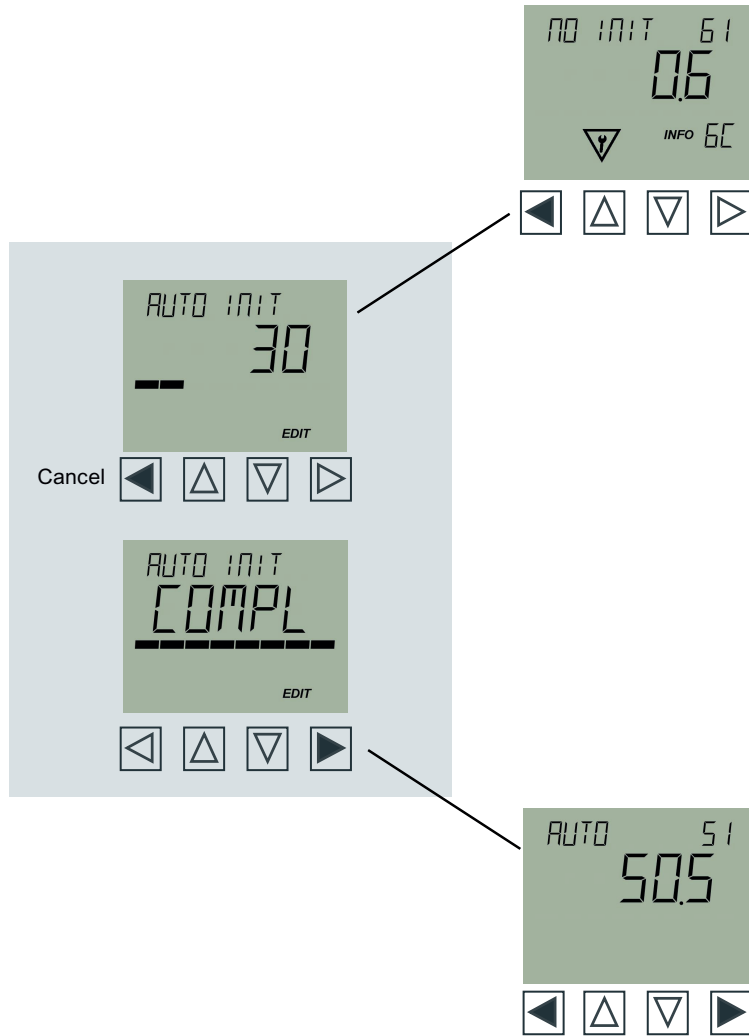 NO INIT 61
0.6
INFO 6C
AUTO INIT
30
EDIT
Cancel
AUTO INIT
COMPL
EDIT
AUTO 51
50.5